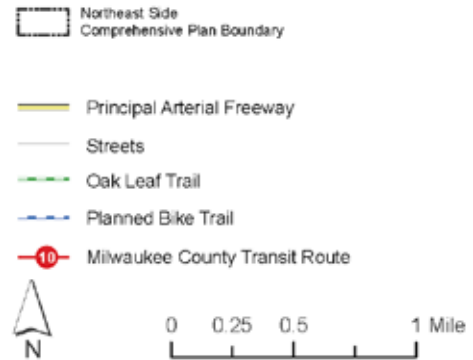 Northeast Side
Comprehensive Plan Boundary
Principal Arterial Freeway
Streets
Oak Leaf Trail
Planned Bike Trail
10 Milwaukee County Transit Route
N
0 0.25 0.5 1 Mile